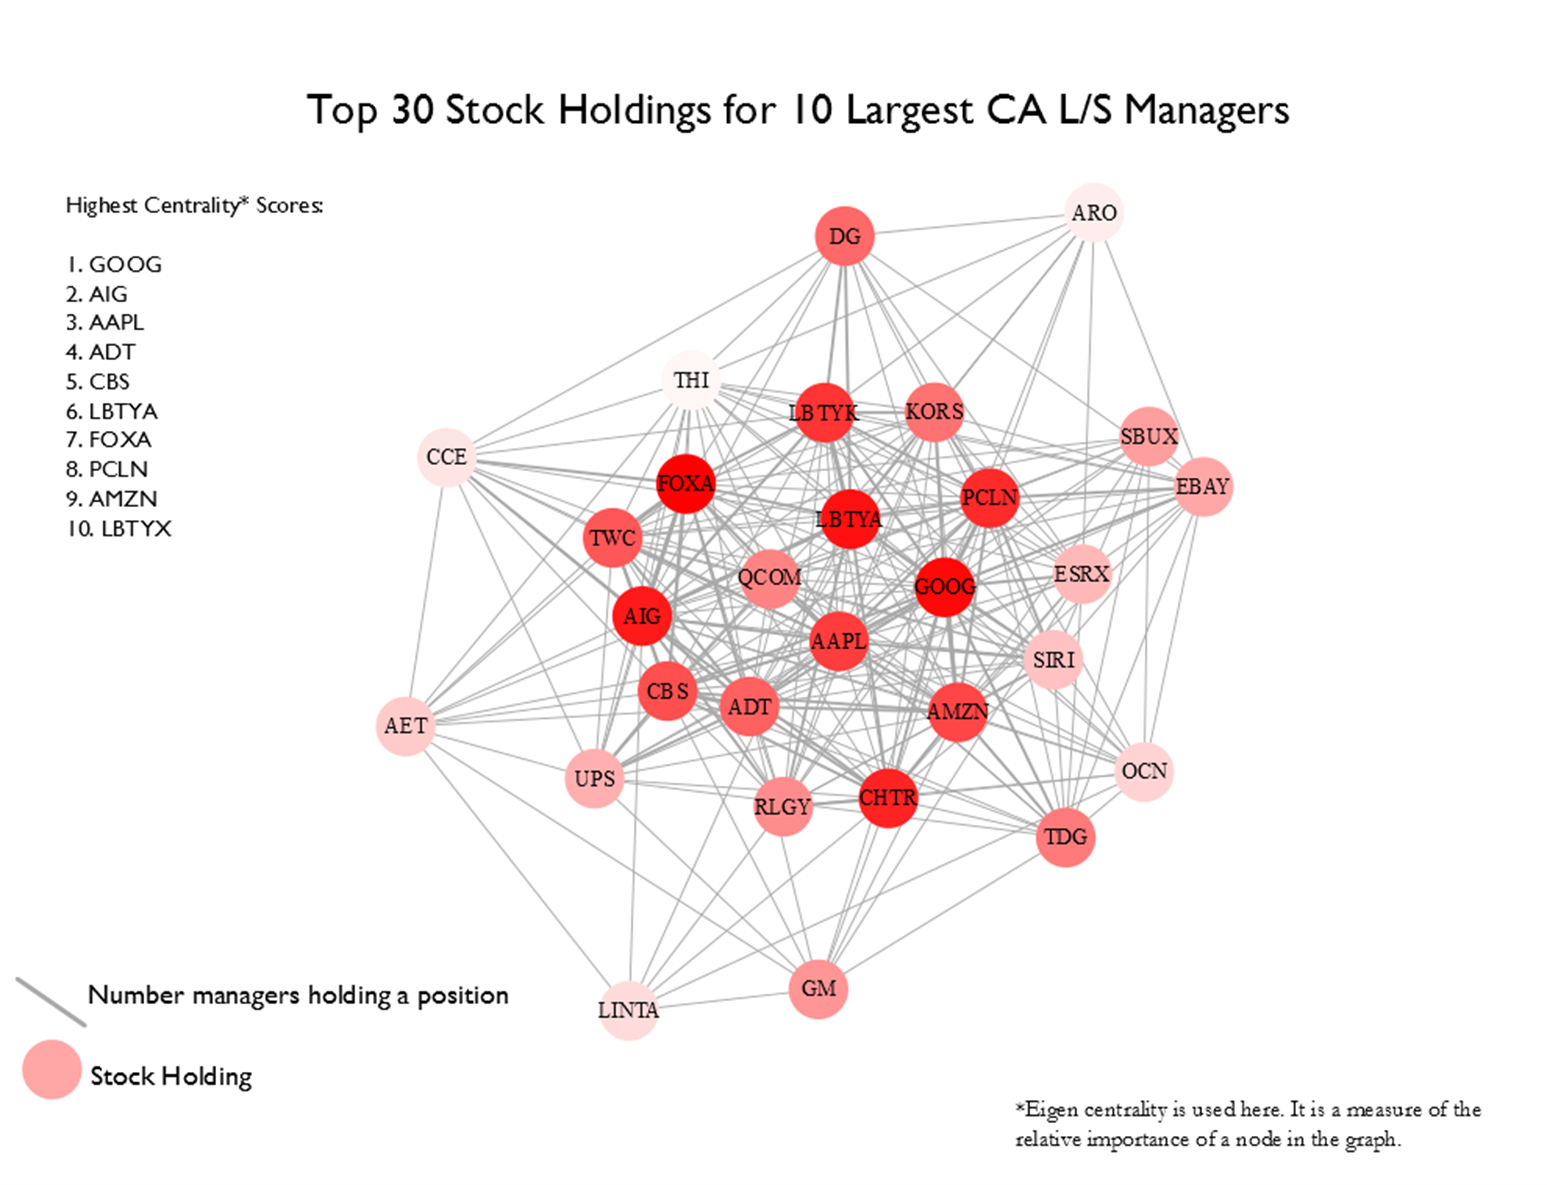 Top 30 Stock Holdings for 10 Largest CA L/S Managers
Highest Centrality* Scores:
1. GOOG
2. AIG
3. AAPL
4. ADT
5. CBS
6. LBTYA
7. FOXA
8. PCLN
9. AMZN
10. LBTYX
ARO
DG
THI
LBTYK
KORS
SBUX
CCE
FOXA
PCLN
EBAY
LBTYA
TWC
QCOM
ESRX
GOOG
AIG
AAPL
SIRI
CBS
ADT
AMZN
AET
UPS
RLGY
CHTR
OCN
TDG
GM
LINTA
Number managers holding a position
Stock Holding
*Eigen centrality is used here. It is a measure of the
relative importance of a node in the graph.